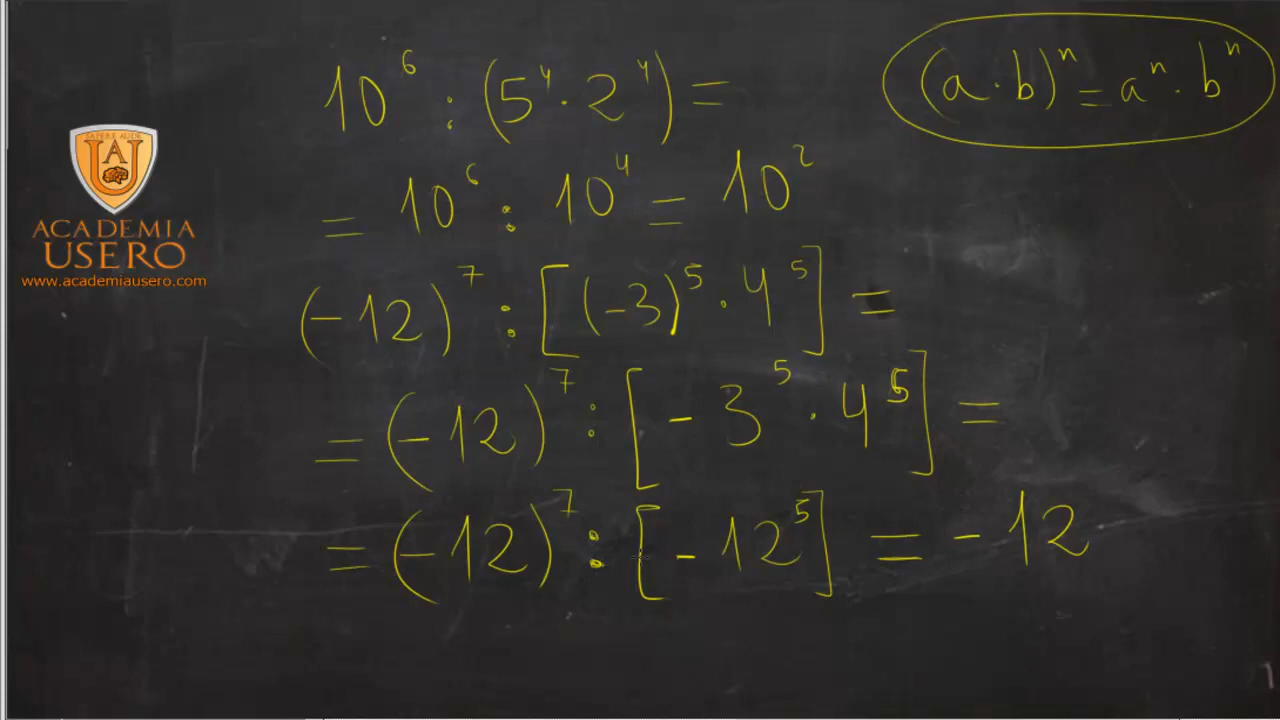 10⁶ : (5⁴ · 2⁴) =
(a · b)ⁿ = aⁿ · bⁿ
SAPERE AUDE
UA
ACADEMIA
USERO
www.academiausero.com
= 10⁶ : 10⁴ = 10²
(-12)⁷ : [(-3)⁵ · 4⁵] =
= (-12)⁷ : [-3⁵ · 4⁵] =
= (-12)⁷ : [-12⁵] = -12